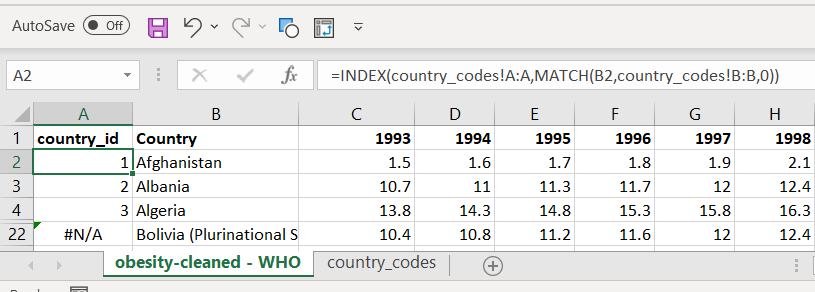 AutoSave Off
A2 fx =INDEX(country_codes!A:A,MATCH(B2,country_codes!B:B,0))
A B C D E F G H
1 country_id Country 1993 1994 1995 1996 1997 1998
2 1 Afghanistan 1.5 1.6 1.7 1.8 1.9 2.1
3 2 Albania 10.7 11 11.3 11.7 12 12.4
4 3 Algeria 13.8 14.3 14.8 15.3 15.8 16.3
22 #N/A Bolivia (Plurinational S 10.4 10.8 11.2 11.6 12 12.4
obesity-cleaned - WHO country_codes